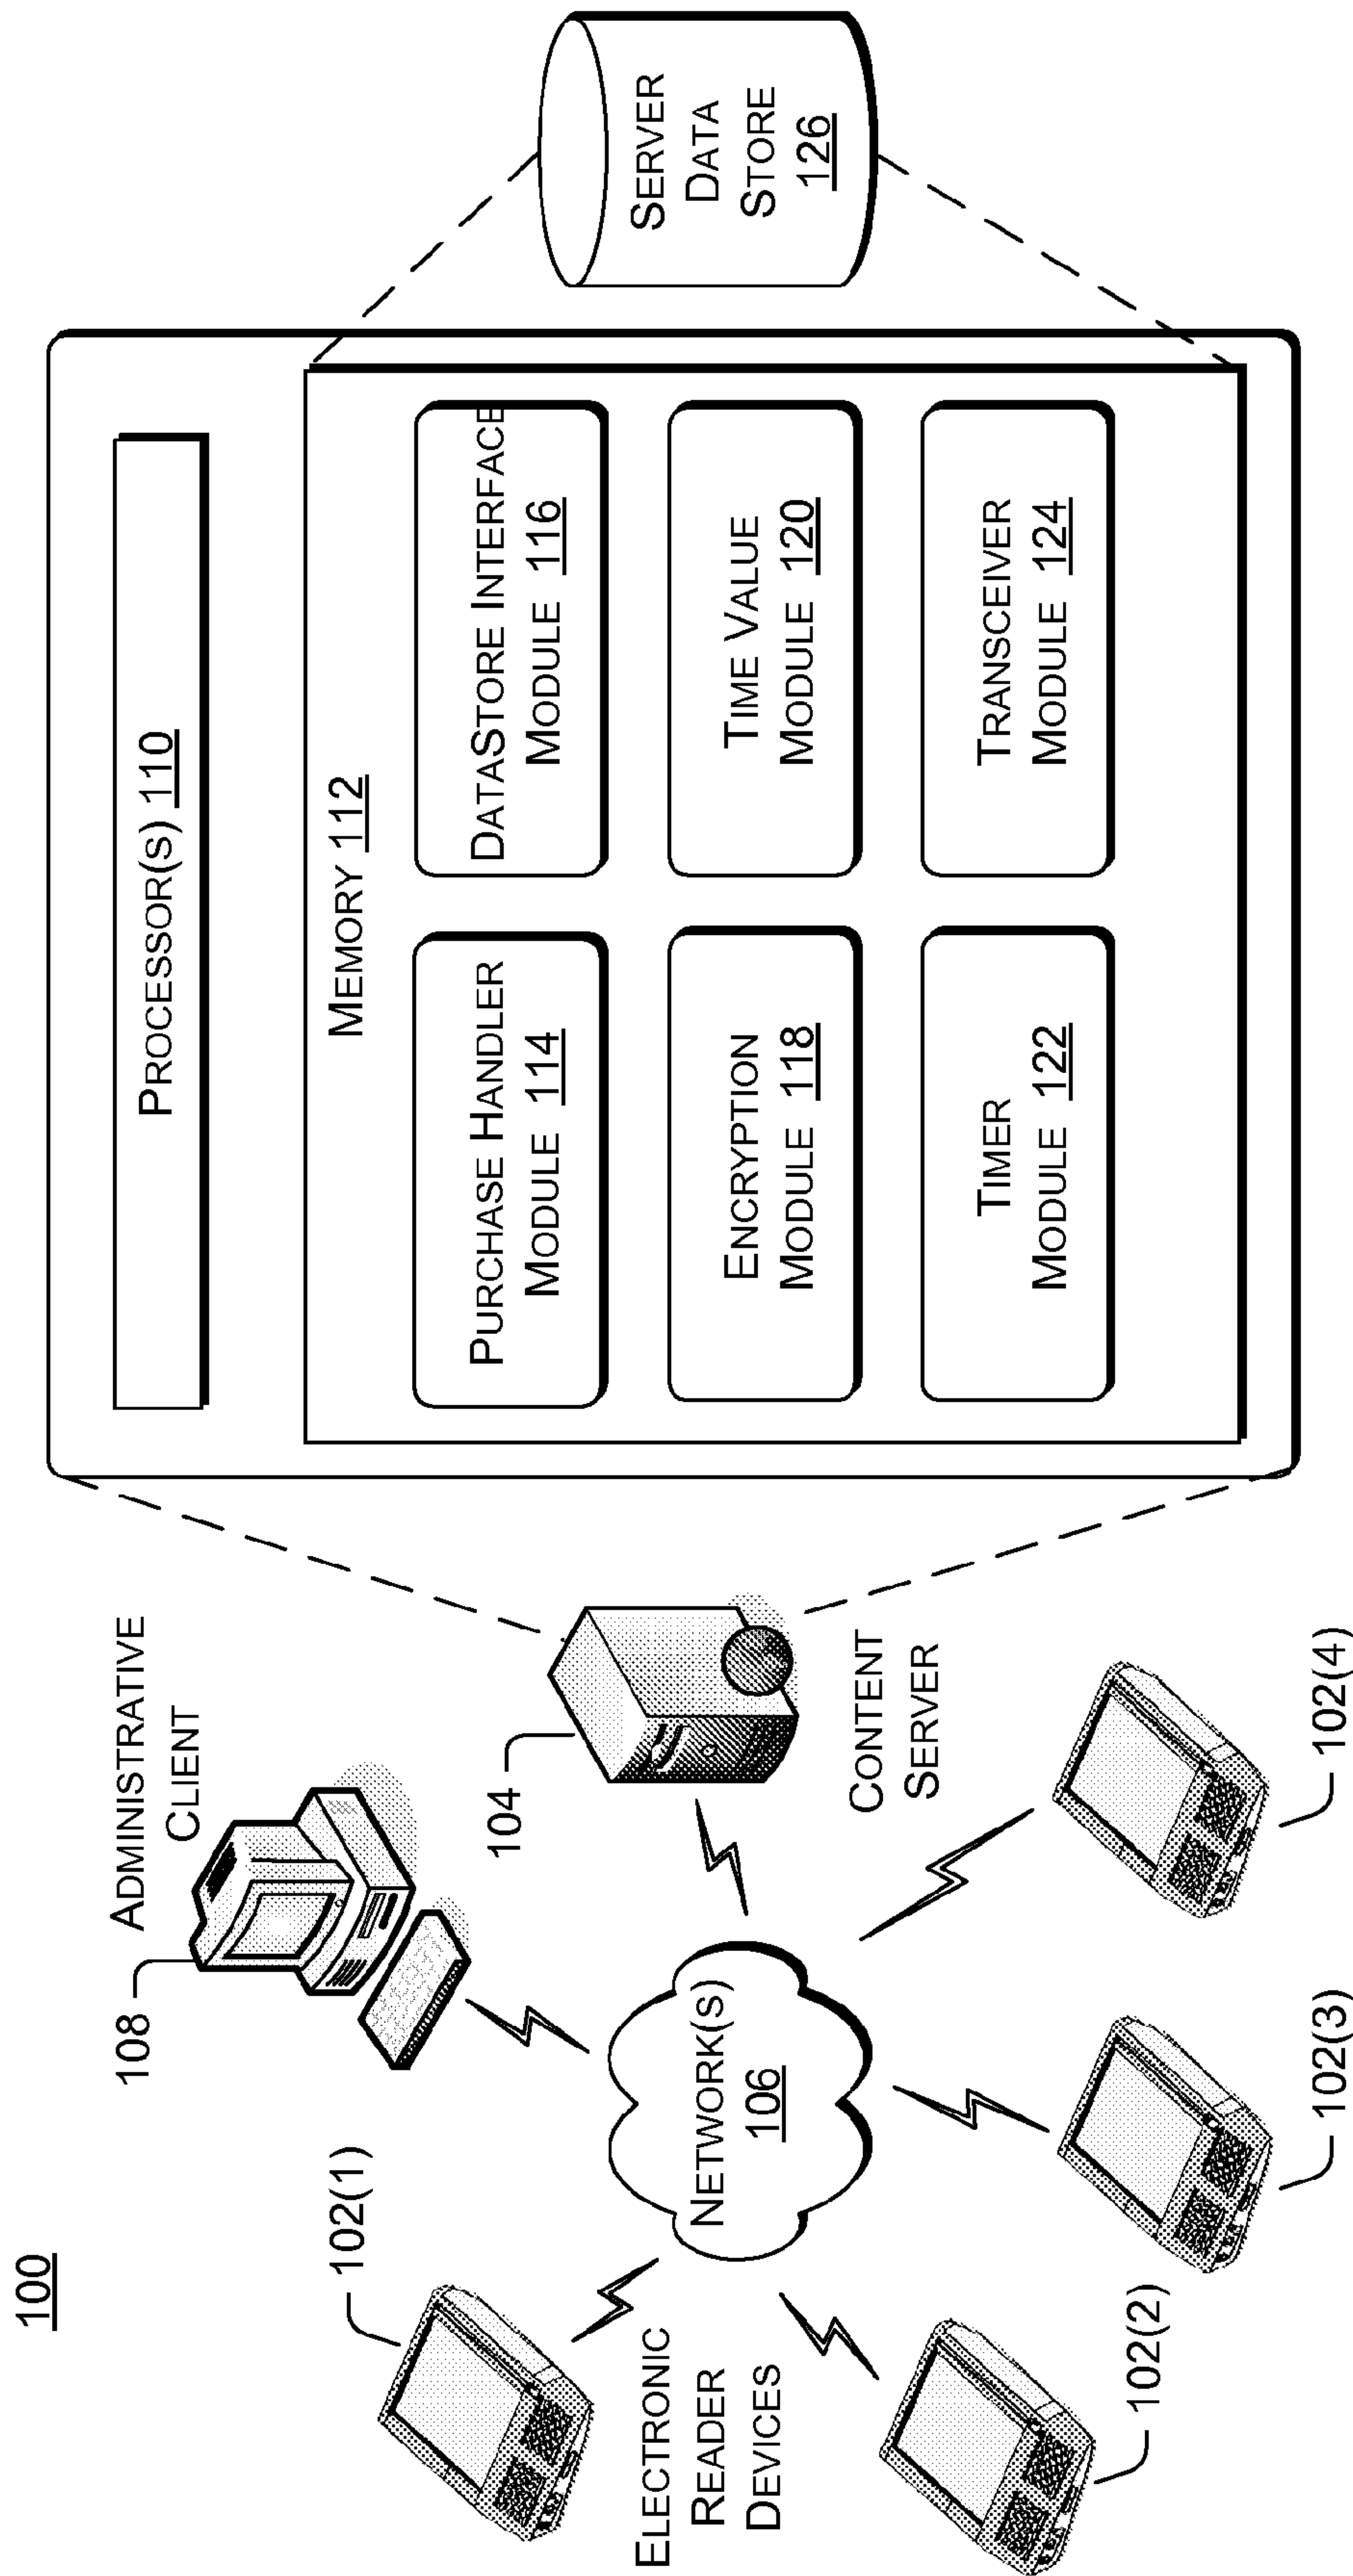 100
ADMINISTRATIVE
CLIENT
108
102(1)
ELECTRONIC
READER
DEVICES
NETWORK(S)
106
104
CONTENT
SERVER
102(2)
102(3)
102(4)
PROCESSOR(S) 110
MEMORY 112
PURCHASE HANDLER
MODULE 114
DATASTORE INTERFACE
MODULE 116
ENCRYPTION
MODULE 118
TIME VALUE
MODULE 120
TIMER
MODULE 122
TRANSCEIVER
MODULE 124
SERVER
DATA
STORE
126